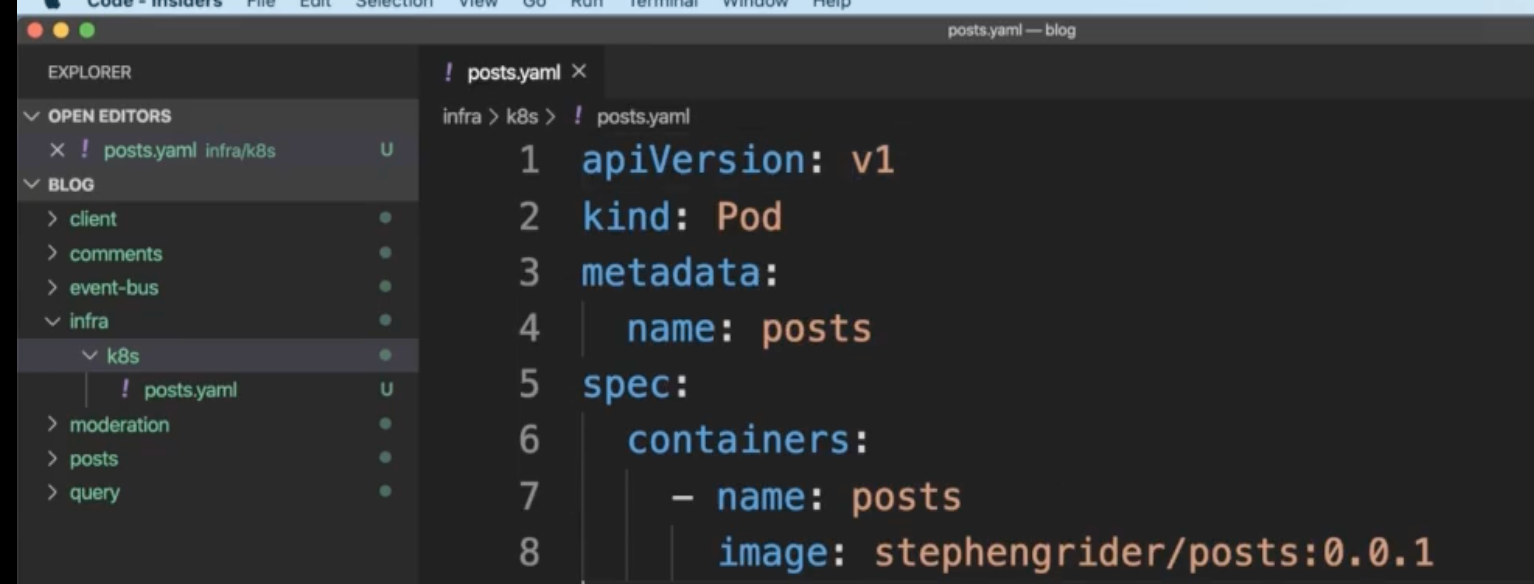 Code - Insiders File Edit Selection View Go Run Terminal Window Help
posts.yaml — blog
EXPLORER
OPEN EDITORS
posts.yaml infra/k8s U
BLOG
client
comments
event-bus
infra
k8s
posts.yaml U
moderation
posts
query
! posts.yaml ×
infra > k8s > ! posts.yaml
1 apiVersion: v1
2 kind: Pod
3 metadata:
4 name: posts
5 spec:
6 containers:
7 - name: posts
8 image: stephengrider/posts:0.0.1